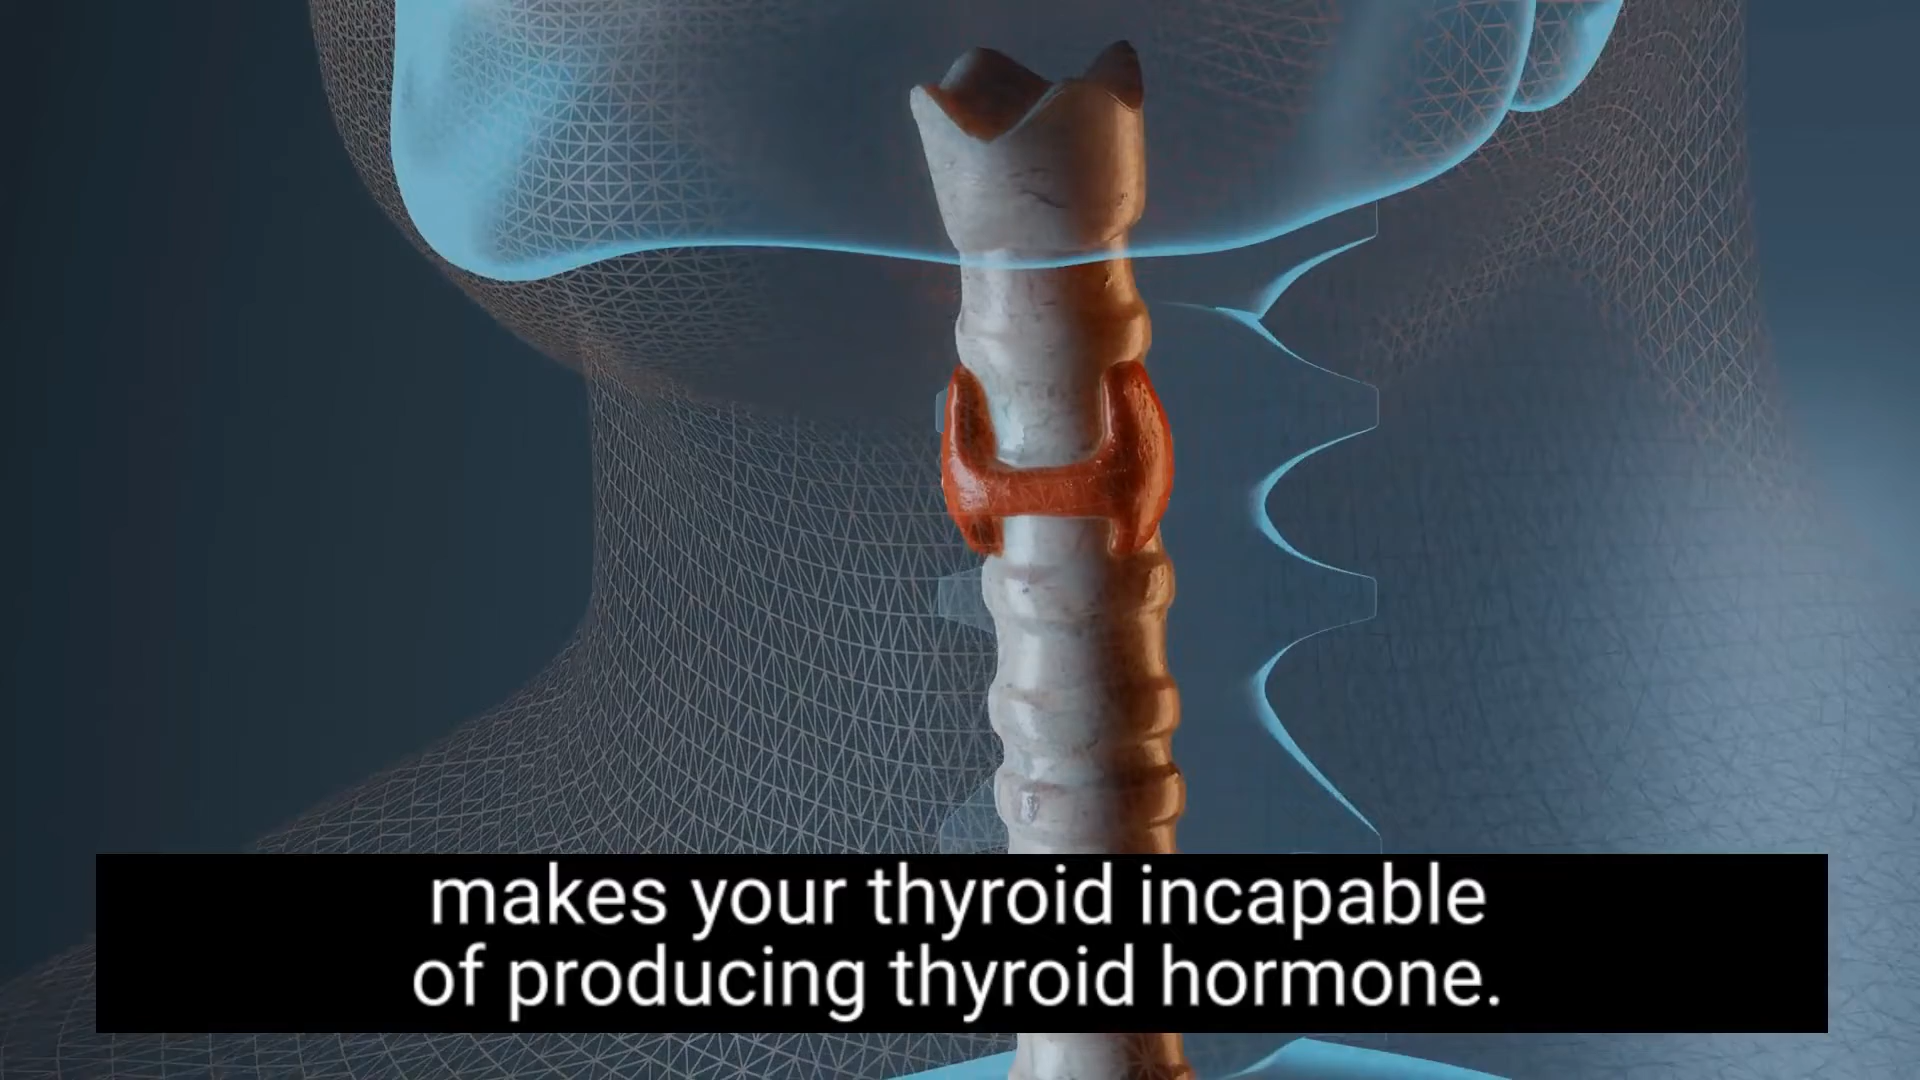 makes your thyroid incapable
of producing thyroid hormone.